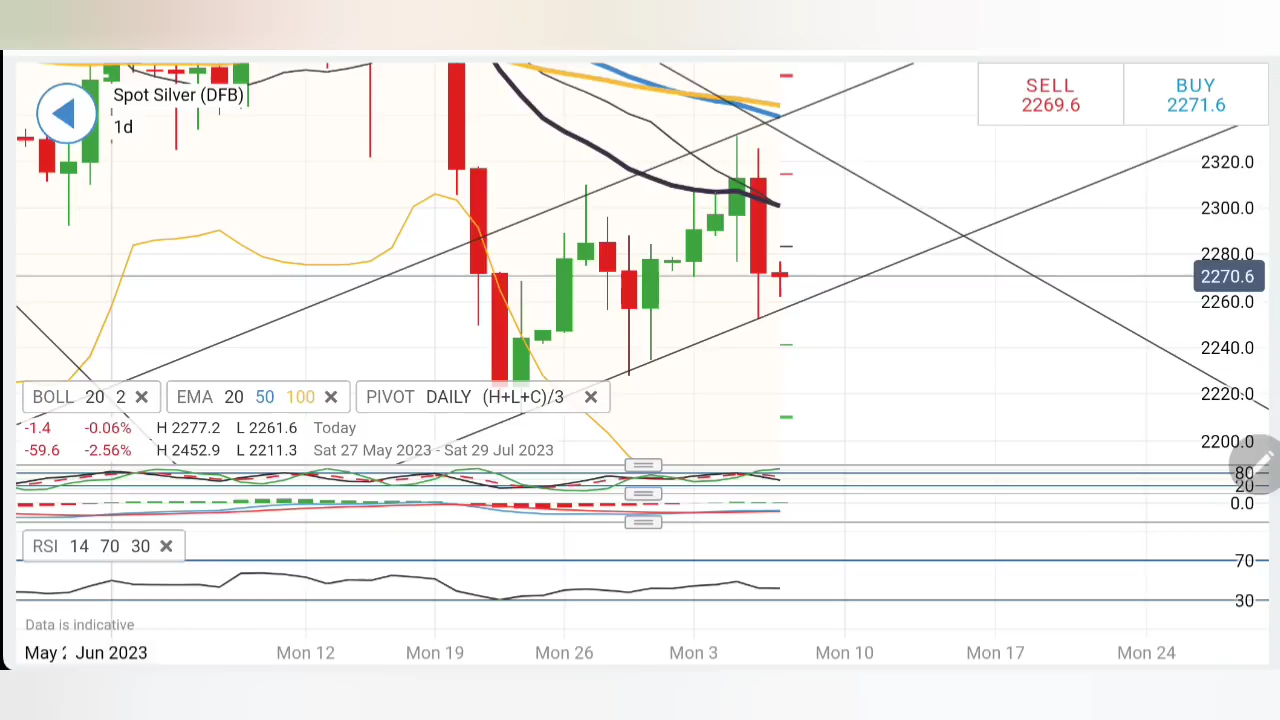 Spot Silver (DFB)
1d
SELL
2269.6
BUY
2271.6
2320.0
2300.0
2280.0
2270.6
2260.0
2240.0
2220.0
2200.0
BOLL 20 2 ✕
EMA 20 50 100 ✕
PIVOT DAILY (H+L+C)/3 ✕
-1.4 -0.06% H 2277.2 L 2261.6 Today
-59.6 -2.56% H 2452.9 L 2211.3 Sat 27 May 2023 - Sat 29 Jul 2023
80
20
0.0
RSI 14 70 30 ✕
70
30
Data is indicative
May 2 Jun 2023 Mon 12 Mon 19 Mon 26 Mon 3 Mon 10 Mon 17 Mon 24